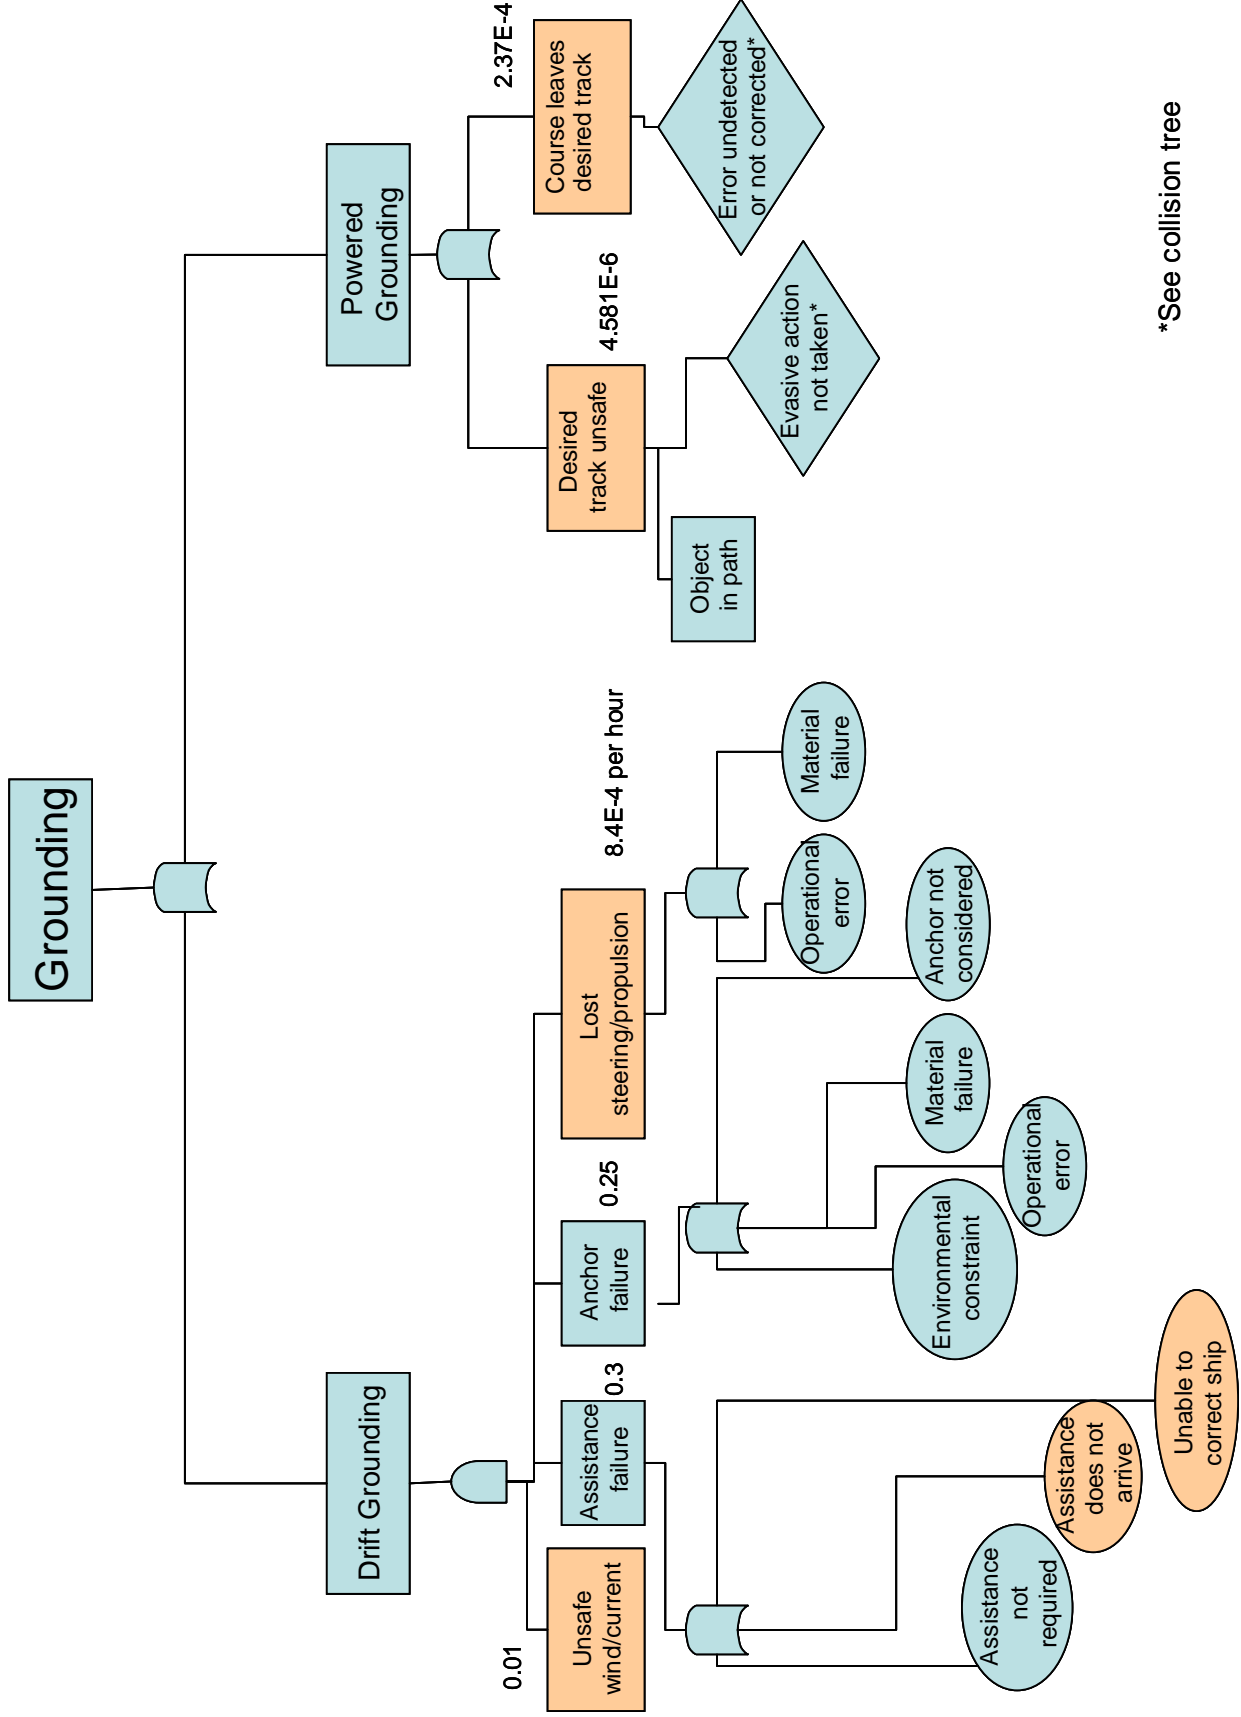 Grounding
Drift Grounding
Powered
Grounding
0.01
Unsafe
wind/current
Assistance
failure
0.3
Anchor
failure
0.25
Lost
steering/propulsion
8.4E-4 per hour
Desired
track unsafe
4.581E-6
Course leaves
desired track
2.37E-4
Assistance
not
required
Assistance
does not
arrive
Unable to
correct ship
Environmental
constraint
Operational
error
Material
failure
Anchor not
considered
Operational
error
Material
failure
Object
in path
Evasive action
not taken*
Error undetected
or not corrected*
*See collision tree